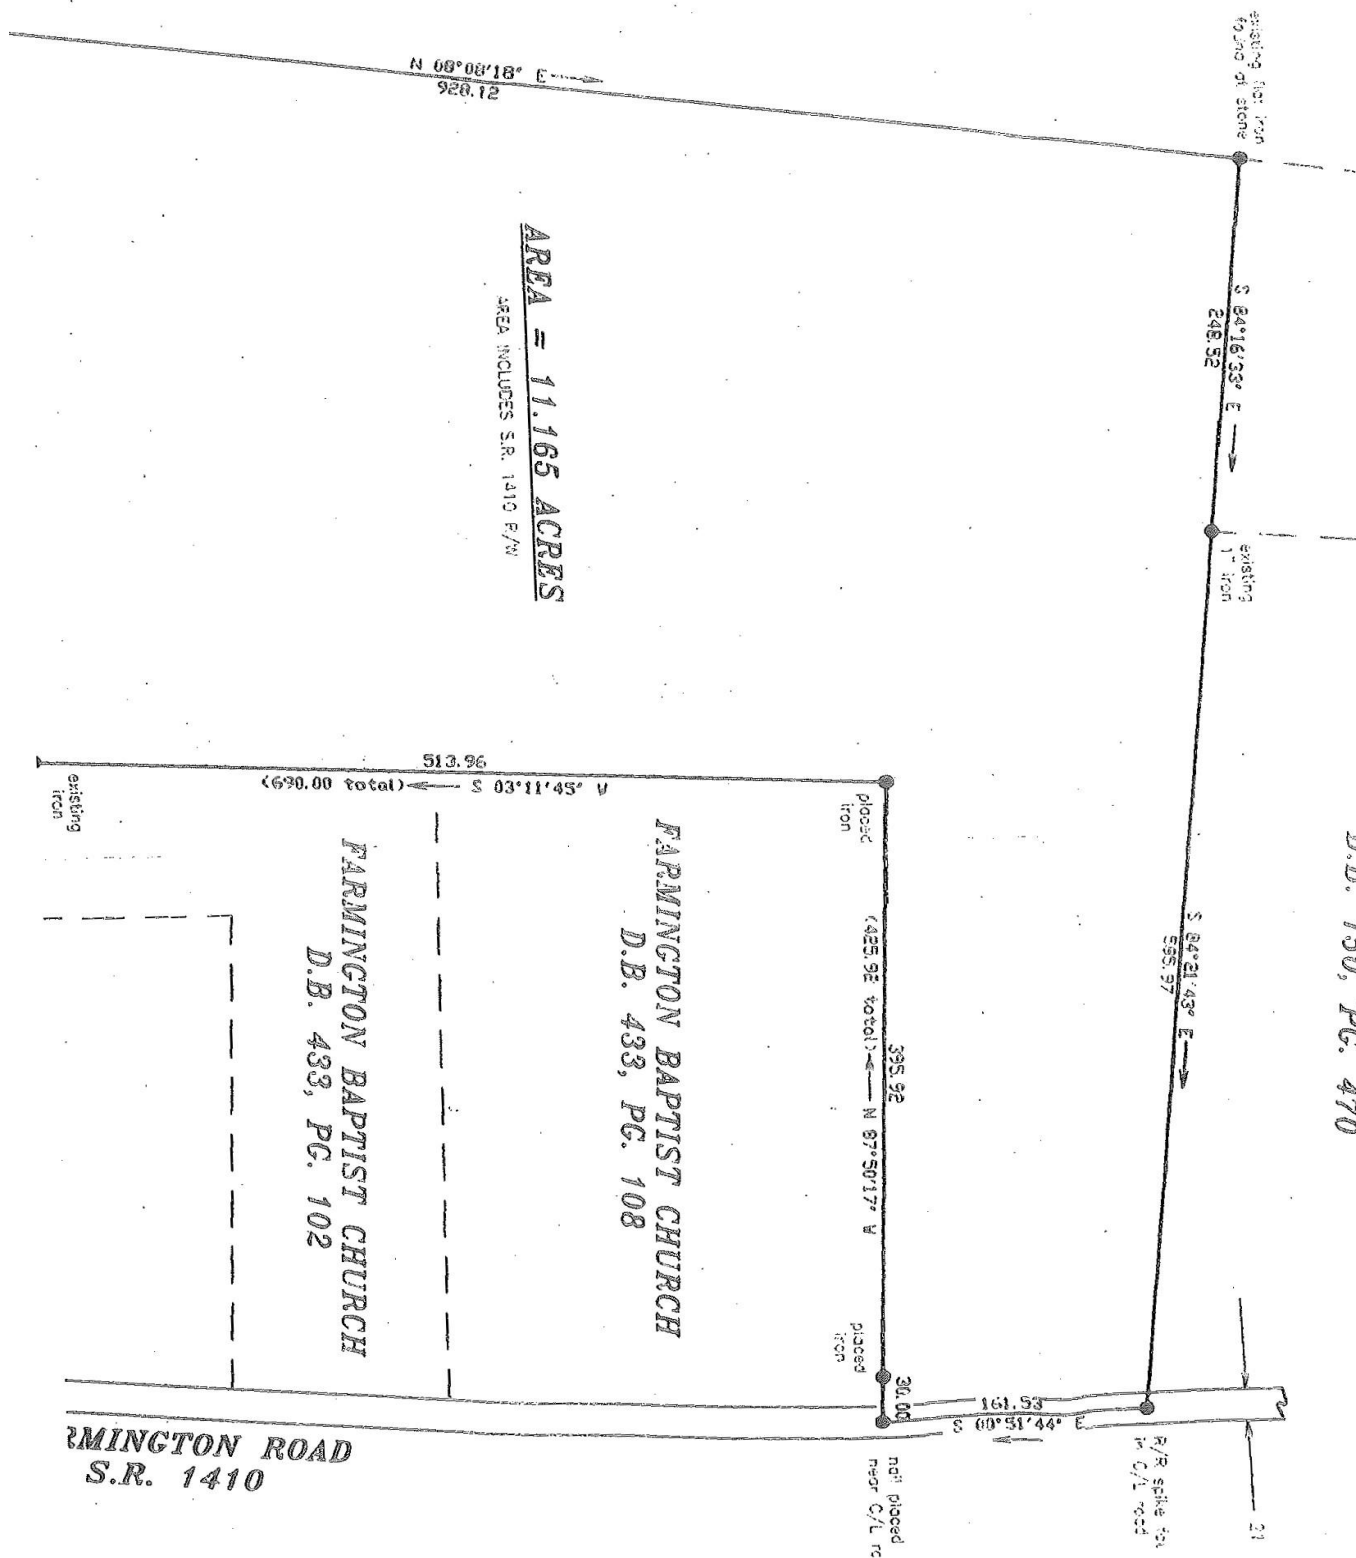 N 08°08'18" E
928.12
existing flat iron
found at stone
S 84°16'33" E
248.52
existing
1" iron
AREA = 11.165 ACRES
AREA INCLUDES S.R. 1410 R/W
S 84°21'43" E
595.97
PG. 470
513.96
(690.00 total) S 03°11'45" W
existing
iron
placed
iron
395.92
(425.92 total) N 87°50'17" W
FARMINGTON BAPTIST CHURCH
D.B. 433, PG. 108
FARMINGTON BAPTIST CHURCH
D.B. 433, PG. 102
placed
iron
30.00
161.53
S 00°51'44" E
R/R spike
in C/L road
nail placed
near C/L
RMINGTON ROAD
S.R. 1410